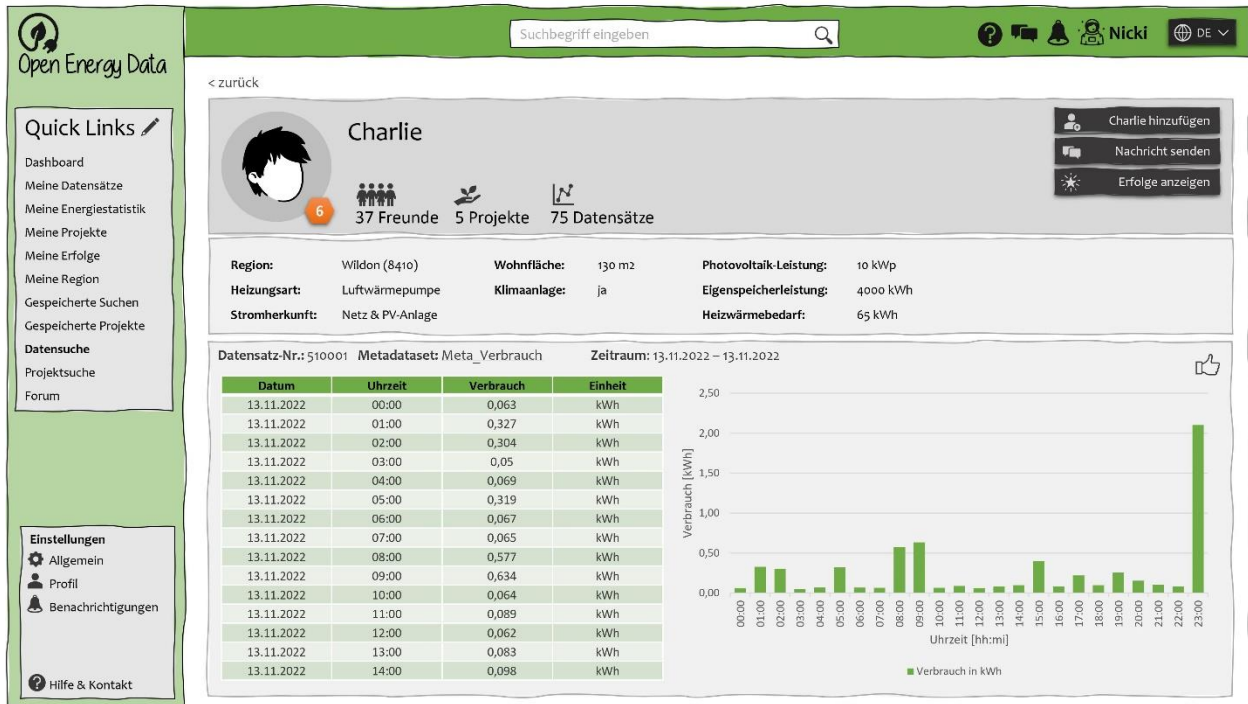 Open Energy Data
Suchbegriff eingeben
Nicki
DE
Quick Links
Dashboard
Meine Datensätze
Meine Energiestatistik
Meine Projekte
Meine Erfolge
Meine Region
Gespeicherte Suchen
Gespeicherte Projekte
Datensuche
Projektsuche
Forum
Einstellungen
Allgemein
Profil
Benachrichtigungen
Hilfe & Kontakt
< zurück
Charlie
6
37 Freunde 5 Projekte 75 Datensätze
Charlie hinzufügen
Nachricht senden
Erfolge anzeigen
Region: Wildon (8410) Wohnfläche: 130 m2 Photovoltaik-Leistung: 10 kWp
Heizungsart: Luftwärmepumpe Klimaanlage: ja Eigenspeicherleistung: 4000 kWh
Stromherkunft: Netz & PV-Anlage Heizwärmebedarf: 65 kWh
Datensatz-Nr.: 510001 Metadataset: Meta_Verbrauch Zeitraum: 13.11.2022 – 13.11.2022
Datum Uhrzeit Verbrauch Einheit
13.11.2022 00:00 0,063 kWh
13.11.2022 01:00 0,327 kWh
13.11.2022 02:00 0,304 kWh
13.11.2022 03:00 0,05 kWh
13.11.2022 04:00 0,069 kWh
13.11.2022 05:00 0,319 kWh
13.11.2022 06:00 0,067 kWh
13.11.2022 07:00 0,065 kWh
13.11.2022 08:00 0,577 kWh
13.11.2022 09:00 0,634 kWh
13.11.2022 10:00 0,064 kWh
13.11.2022 11:00 0,089 kWh
13.11.2022 12:00 0,062 kWh
13.11.2022 13:00 0,083 kWh
13.11.2022 14:00 0,098 kWh
Verbrauch [kWh]
2,50
2,00
1,50
1,00
0,50
0,00
00:00 01:00 02:00 03:00 04:00 05:00 06:00 07:00 08:00 09:00 10:00 11:00 12:00 13:00 14:00 15:00 16:00 17:00 18:00 19:00 20:00 21:00 22:00 23:00
Uhrzeit [hh:mi]
Verbrauch in kWh